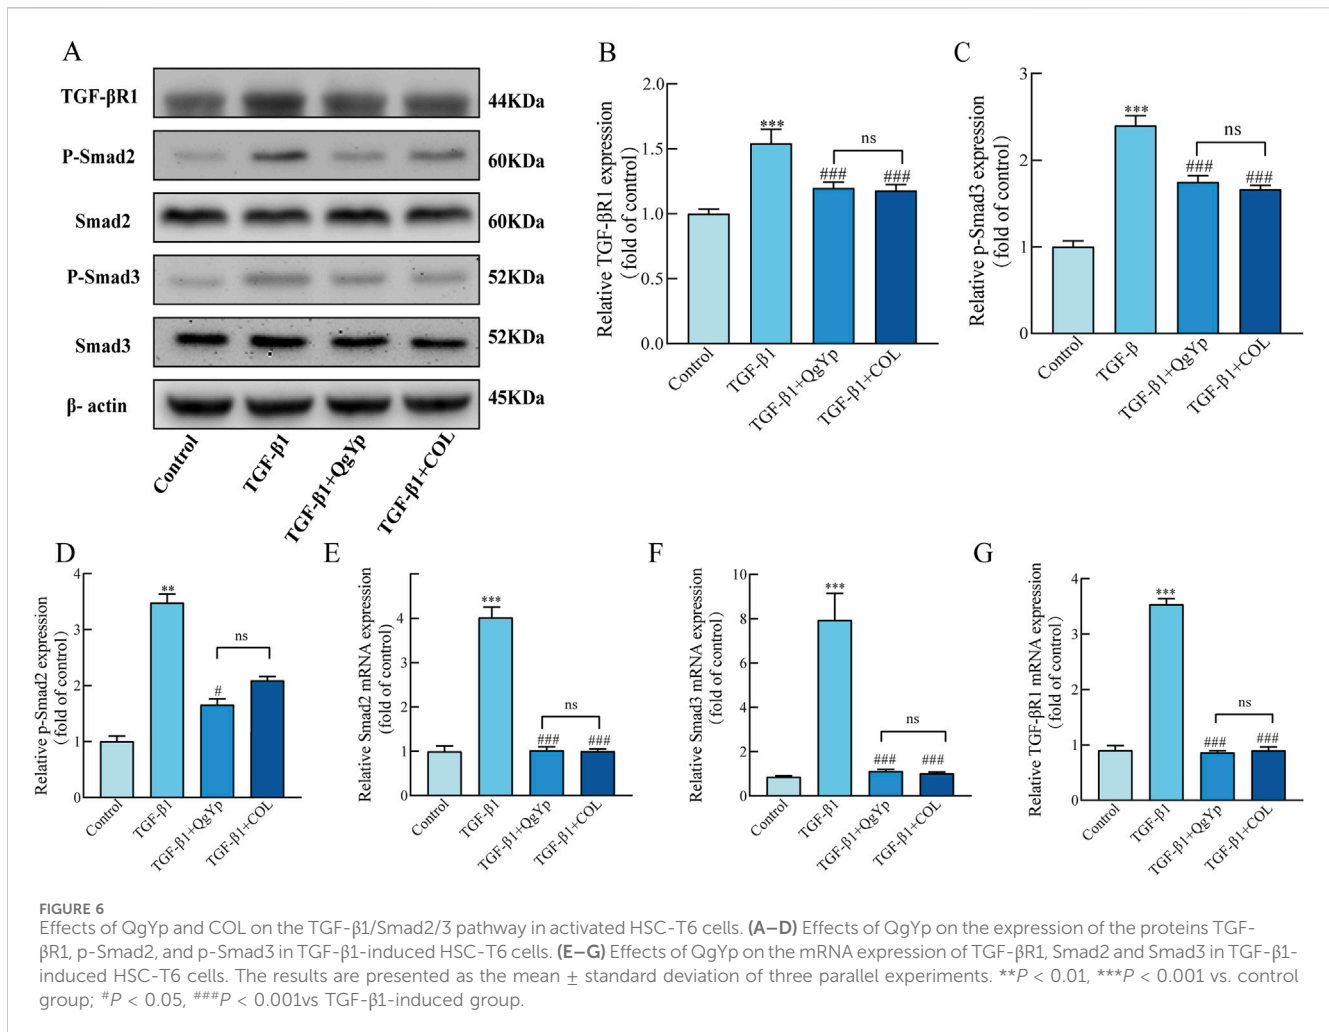 A
TGF-βR1
44KDa
P-Smad2
60KDa
Smad2
60KDa
P-Smad3
52KDa
Smad3
52KDa
β- actin
45KDa
Control
TGF-β1
TGF-β1+QgYp
TGF-β1+COL
B
Relative TGF-βR1 expression
(fold of control)
2.0
1.5
1.0
0.5
0.0
***
###
###
ns
Control
TGF-β1
TGF-β1+QgYp
TGF-β1+COL
C
Relative p-Smad3 expression
(fold of control)
3
2
1
0
***
###
###
ns
Control
TGF-β
TGF-β1+QgYp
TGF-β1+COL
D
Relative p-Smad2 expression
(fold of control)
4
3
2
1
0
**
#
ns
Control
TGF-β1
TGF-β1+QgYp
TGF-β1+COL
E
Relative Smad2 mRNA expression
(fold of control)
4
3
2
1
0
***
###
###
ns
Control
TGF-β1
TGF-β1+QgYp
TGF-β1+COL
F
Relative Smad3 mRNA expression
(fold of control)
10
8
6
4
2
0
***
###
###
ns
Control
TGF-β1
TGF-β1+QgYp
TGF-β1+COL
G
Relative TGF-βR1 mRNA expression
(fold of control)
4
3
2
1
0
***
###
###
ns
Control
TGF-β1
TGF-β1+QgYp
TGF-β1+COL
FIGURE 6
Effects of QgYp and COL on the TGF-β1/Smad2/3 pathway in activated HSC-T6 cells. (A–D) Effects of QgYp on the expression of the proteins TGF-
βR1, p-Smad2, and p-Smad3 in TGF-β1-induced HSC-T6 cells. (E–G) Effects of QgYp on the mRNA expression of TGF-βR1, Smad2 and Smad3 in TGF-β1-
induced HSC-T6 cells. The results are presented as the mean ± standard deviation of three parallel experiments. **P < 0.01, ***P < 0.001 vs. control
group; #P < 0.05, ###P < 0.001vs TGF-β1-induced group.